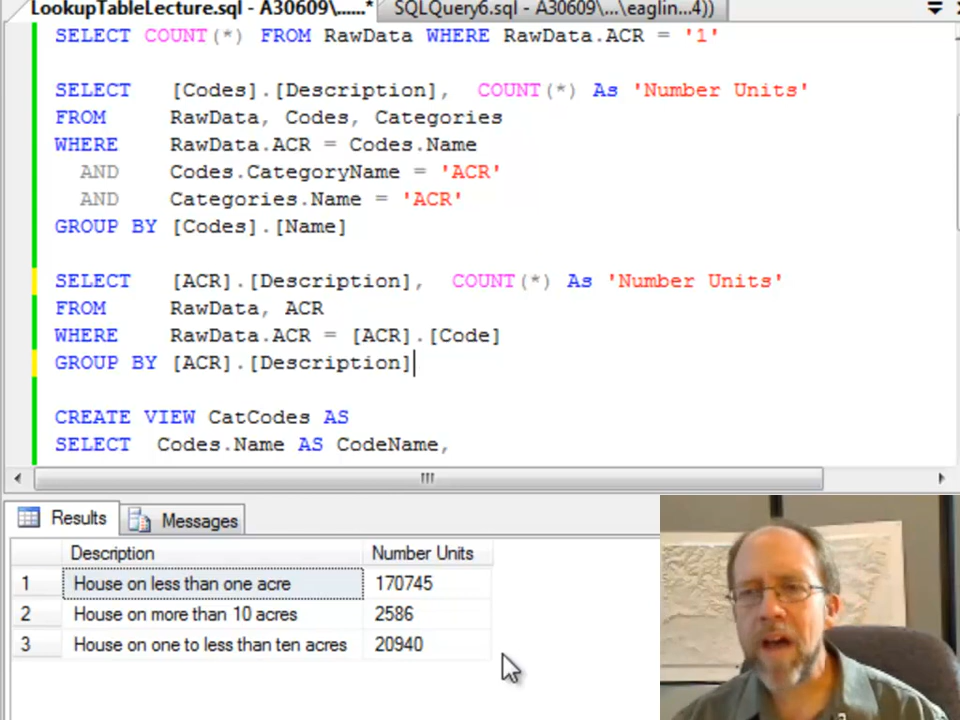 LookupTableLecture.sql - A30609\......* SQLQuery6.sql - A30609\...\eaglin...4))
SELECT COUNT(*) FROM RawData WHERE RawData.ACR = '1'
SELECT [Codes].[Description], COUNT(*) As 'Number Units'
FROM RawData, Codes, Categories
WHERE RawData.ACR = Codes.Name
AND Codes.CategoryName = 'ACR'
AND Categories.Name = 'ACR'
GROUP BY [Codes].[Name]
SELECT [ACR].[Description], COUNT(*) As 'Number Units'
FROM RawData, ACR
WHERE RawData.ACR = [ACR].[Code]
GROUP BY [ACR].[Description]
CREATE VIEW CatCodes AS
SELECT Codes.Name AS CodeName,
Results Messages
Description Number Units
1 House on less than one acre 170745
2 House on more than 10 acres 2586
3 House on one to less than ten acres 20940